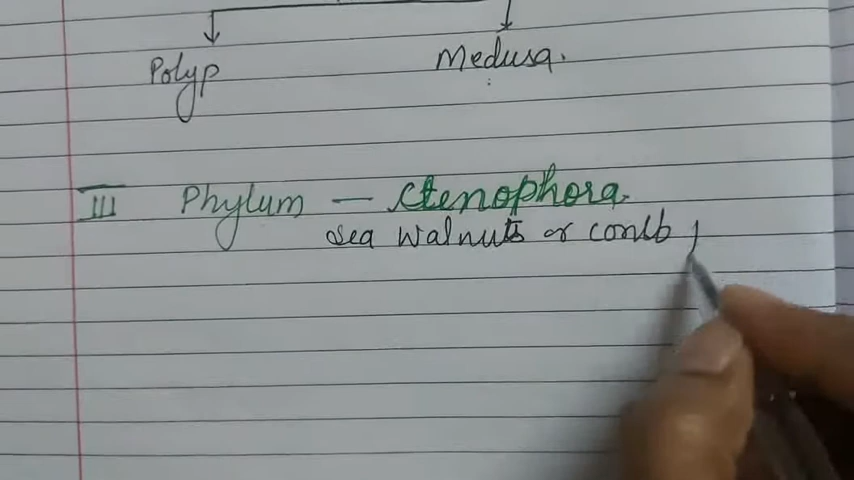 Polyp Medusa.
III Phylum — Ctenophora.
Sea walnuts or comb j